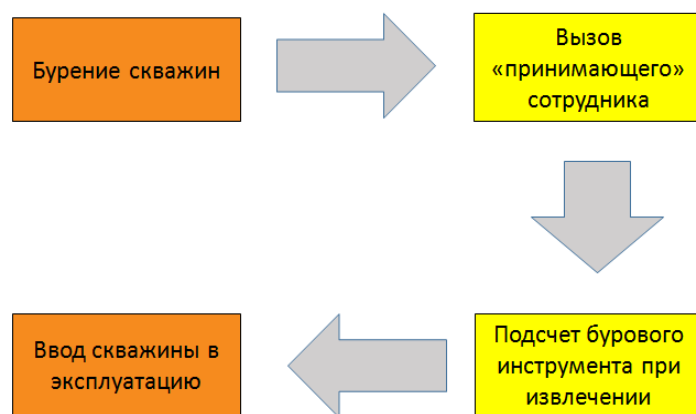 Бурение скважин
Вызов
«принимающего»
сотрудника
Подсчет бурового
инструмента при
извлечении
Ввод скважины в
эксплуатацию